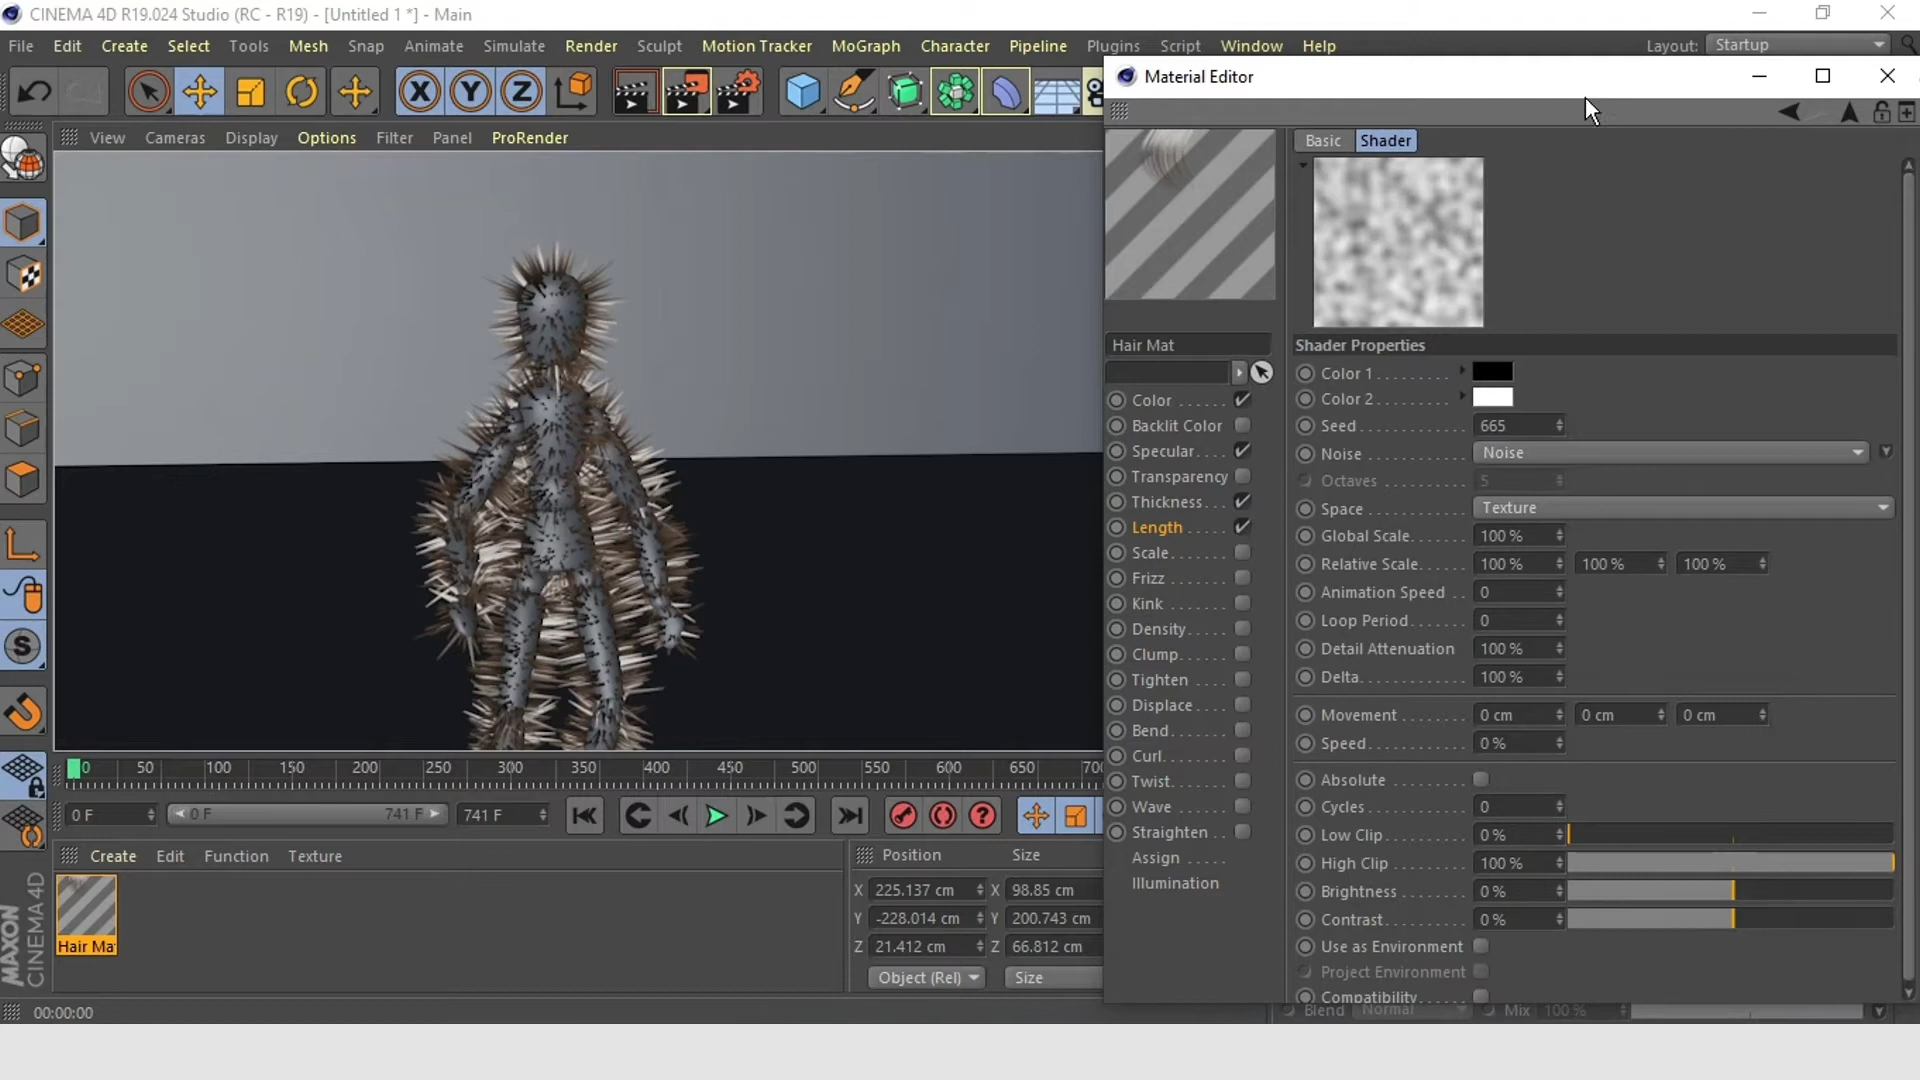 CINEMA 4D R19.024 Studio (RC - R19) - [Untitled 1 *] - Main
File Edit Create Select Tools Mesh Snap Animate Simulate Render Sculpt Motion Tracker MoGraph Character Pipeline Plugins Script Window Help Layout: Startup
X Y Z
Material Editor
View Cameras Display Options Filter Panel ProRender
Basic Shader
Hair Mat
Shader Properties
Color
Backlit Color
Specular
Transparency
Thickness
Length
Scale
Frizz
Kink
Density
Clump
Tighten
Displace
Bend
Curl
Twist
Wave
Straighten
Assign
Illumination
Color 1
Color 2
Seed 665
Noise Noise
Octaves 5
Space Texture
Global Scale 100 %
Relative Scale 100 % 100 % 100 %
Animation Speed 0
Loop Period 0
Detail Attenuation 100 %
Delta 100 %
Movement 0 cm 0 cm 0 cm
Speed 0 %
Absolute
Cycles 0
Low Clip 0 %
High Clip 100 %
Brightness 0 %
Contrast 0 %
Use as Environment
Project Environment
Compatibility
Blend Normal Mix 100 %
S
0 50 100 150 200 250 300 350 400 450 500 550 600 650
0 F 0 F 741 F 741 F
Create Edit Function Texture
Hair Ma
Position Size
X 225.137 cm X 98.85 cm
Y -228.014 cm Y 200.743 cm
Z 21.412 cm Z 66.812 cm
Object (Rel) Size
MAXON
CINEMA 4D
00:00:00